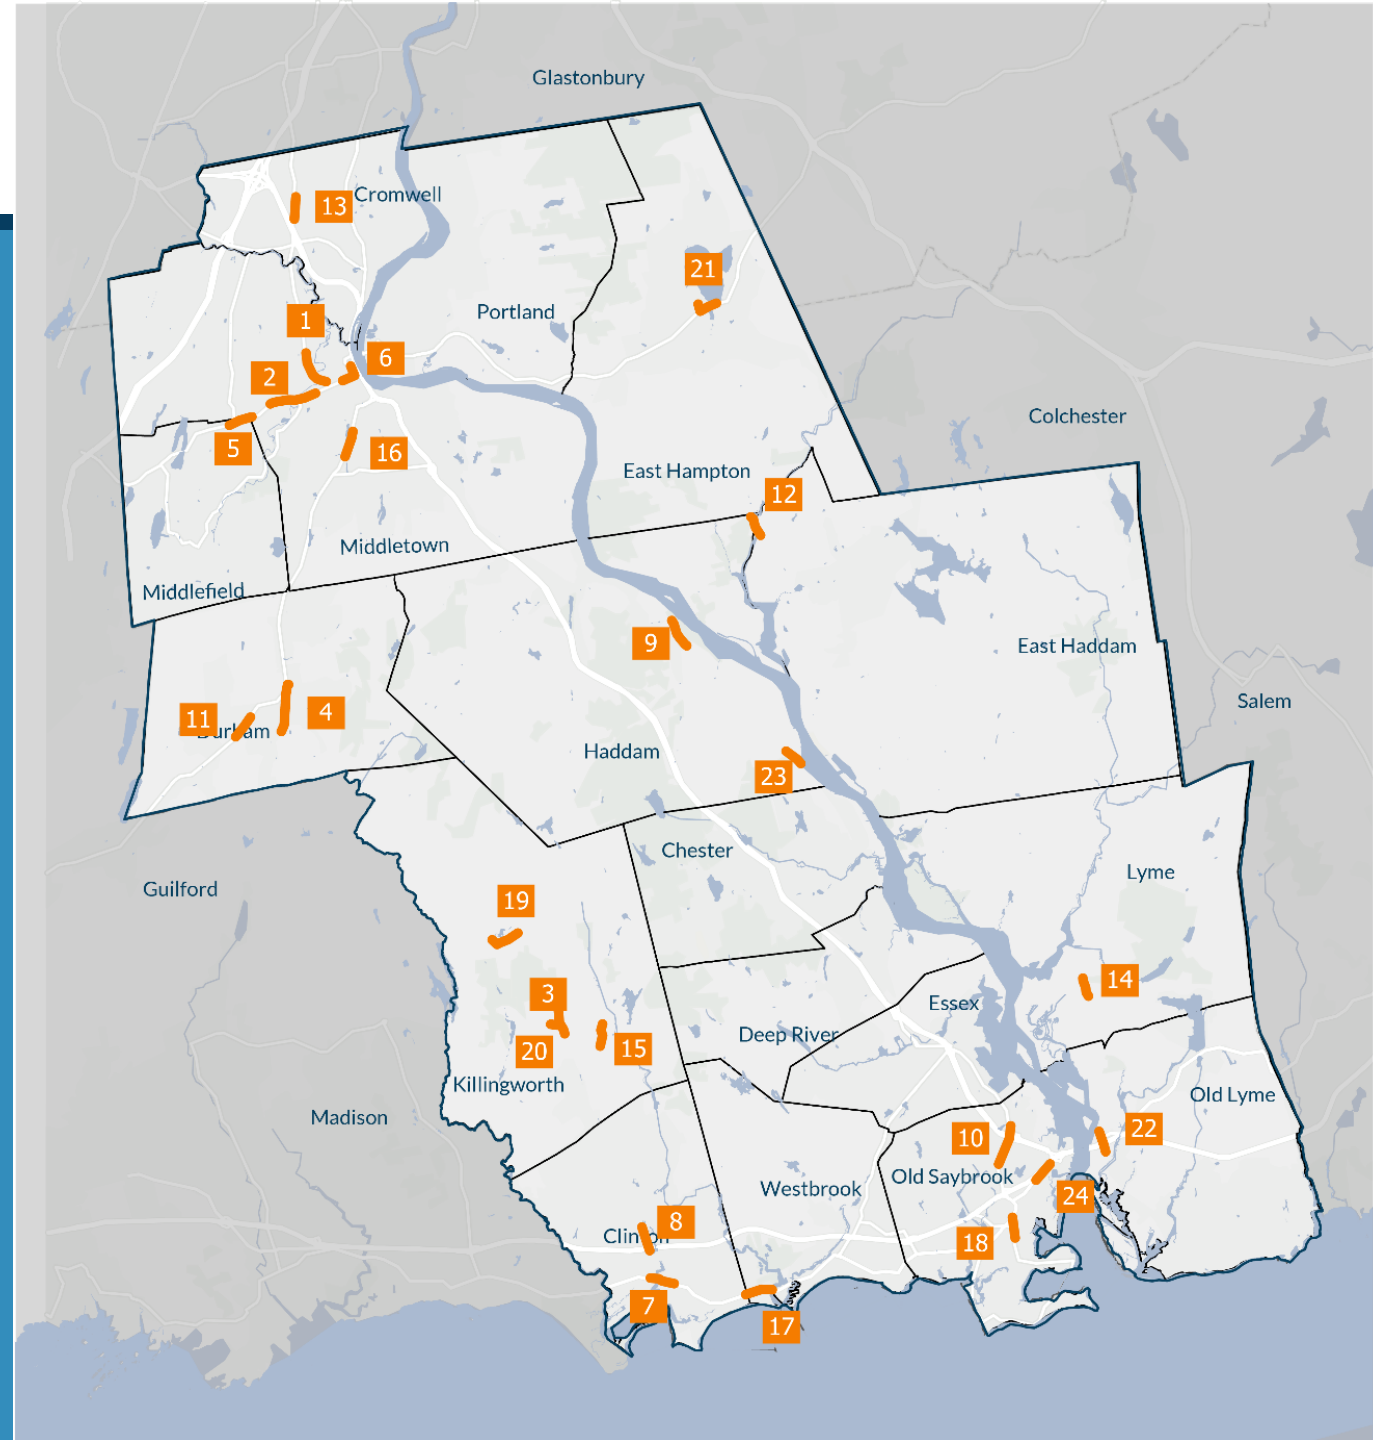 Glastonbury
Cromwell
13
21
Portland
1
6
2
Colchester
5
16
East Hampton
12
Middletown
Middlefield
9
East Haddam
Salem
11
4
Durham
Haddam
23
Chester
Lyme
Guilford
19
14
3
Essex
Deep River
20
15
Killingworth
Old Lyme
Madison
10
22
Old Saybrook
Westbrook
24
8
Clinton
18
7
17